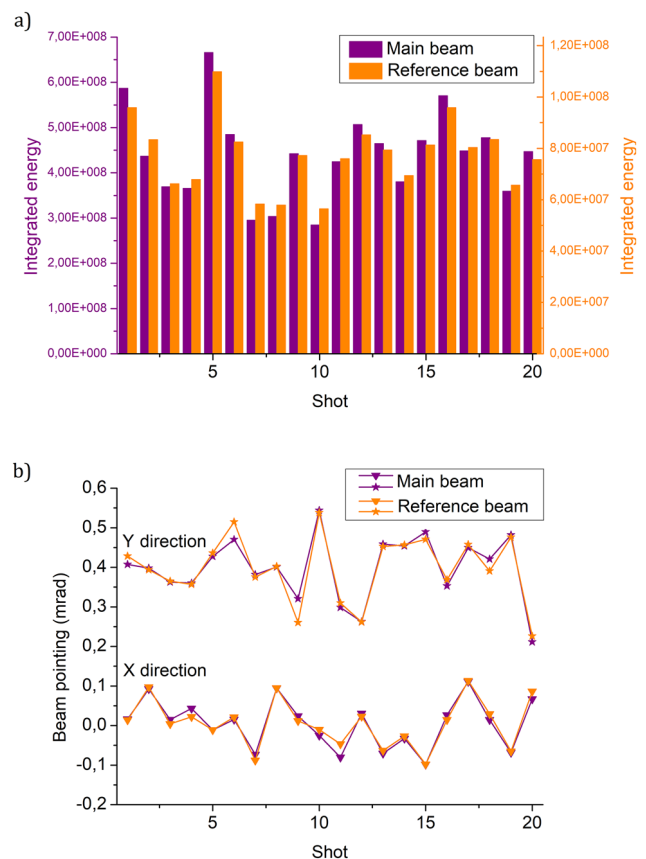 a)
Main beam
Reference beam
7,00E+008
6,00E+008
5,00E+008
4,00E+008
3,00E+008
2,00E+008
1,00E+008
0,00E+000
Integrated energy
1,20E+008
1,00E+008
8,00E+007
6,00E+007
4,00E+007
2,00E+007
0,00E+000
Integrated energy
5 10 15 20
Shot
b)
Main beam
Reference beam
0,6
0,5
0,4
0,3
0,2
0,1
0,0
-0,1
-0,2
Beam pointing (mrad)
Y direction
X direction
5 10 15 20
Shot